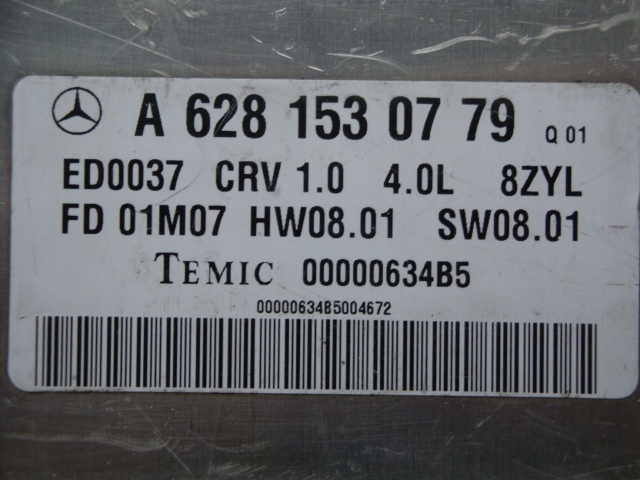 A 628 153 07 79 Q 01
ED0037 CRV 1.0 4.0L 8ZYL
FD 01M07 HW08.01 SW08.01
TEMIC 00000634B5
00000634B5004672